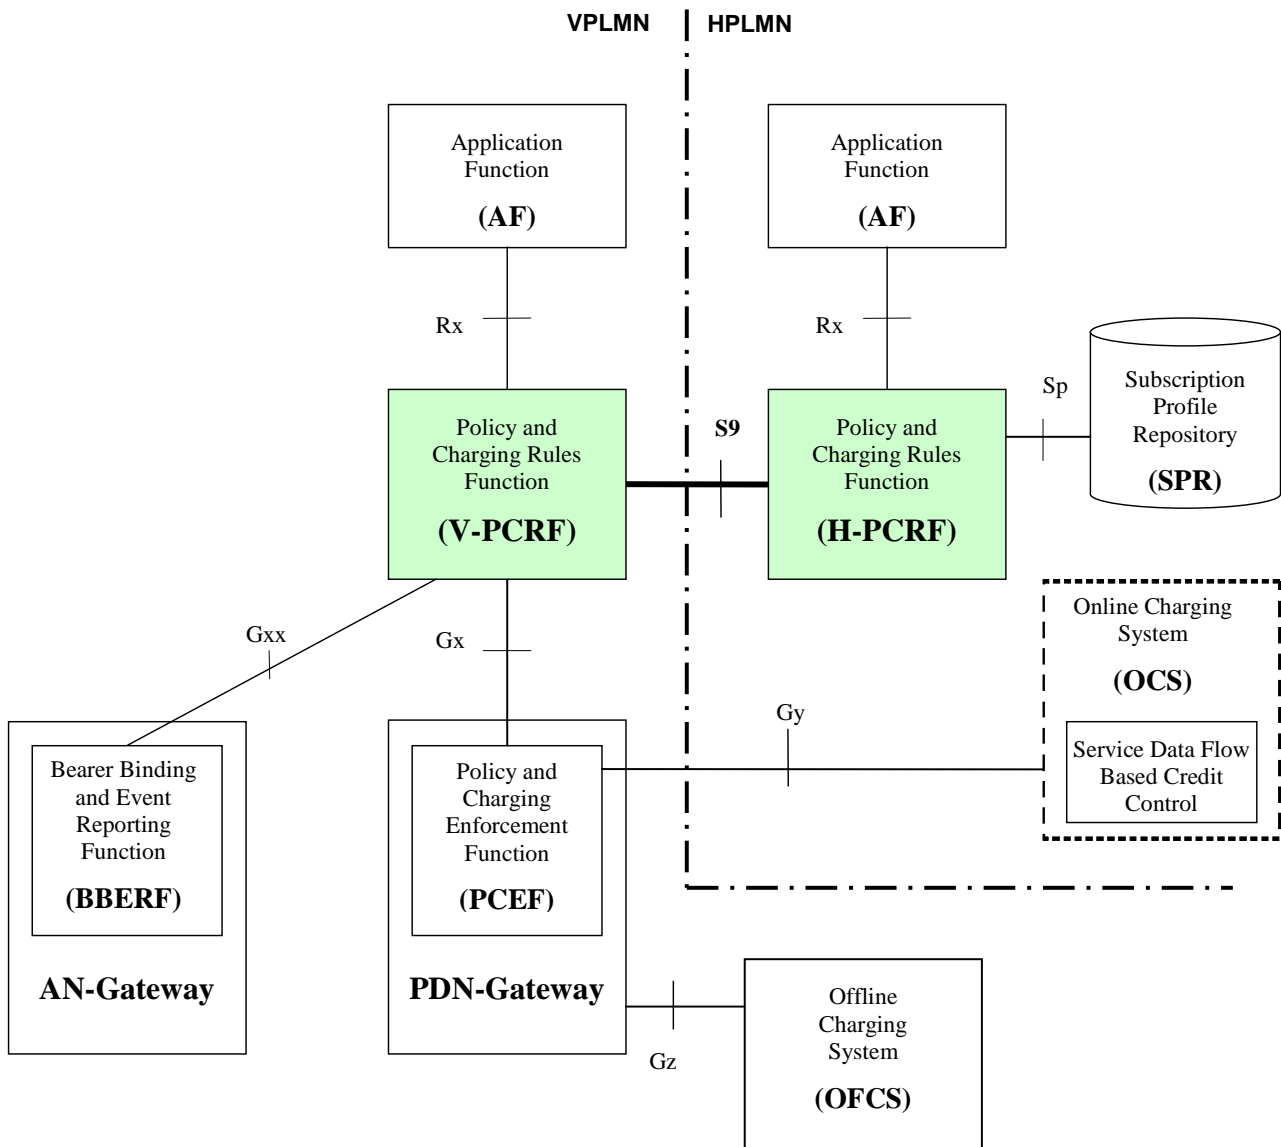 VPLMN
HPLMN
Application
Function
(AF)
Application
Function
(AF)
Rx
Rx
Policy and
Charging Rules
Function
(V-PCRF)
S9
Policy and
Charging Rules
Function
(H-PCRF)
Sp
Subscription
Profile
Repository
(SPR)
Gxx
Gx
Online Charging
System
(OCS)
Service Data Flow
Based Credit
Control
Gy
Bearer Binding
and Event
Reporting
Function
(BBERF)
AN-Gateway
Policy and
Charging
Enforcement
Function
(PCEF)
PDN-Gateway
Gz
Offline
Charging
System
(OFCS)